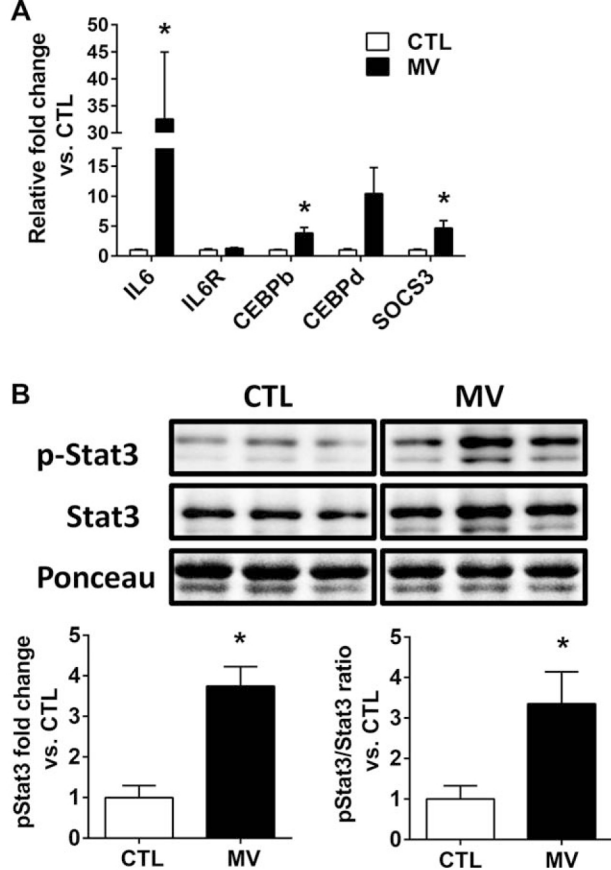 A
CTL
MV
Relative fold change
vs. CTL
50
45
40
35
30
15
10
5
0
*
*
*
IL6
IL6R
CEBPb
CEBPd
SOCS3
B
CTL
MV
p-Stat3
Stat3
Ponceau
pStat3 fold change
vs. CTL
5
4
3
2
1
0
*
CTL
MV
pStat3/Stat3 ratio
vs. CTL
5
4
3
2
1
0
*
CTL
MV